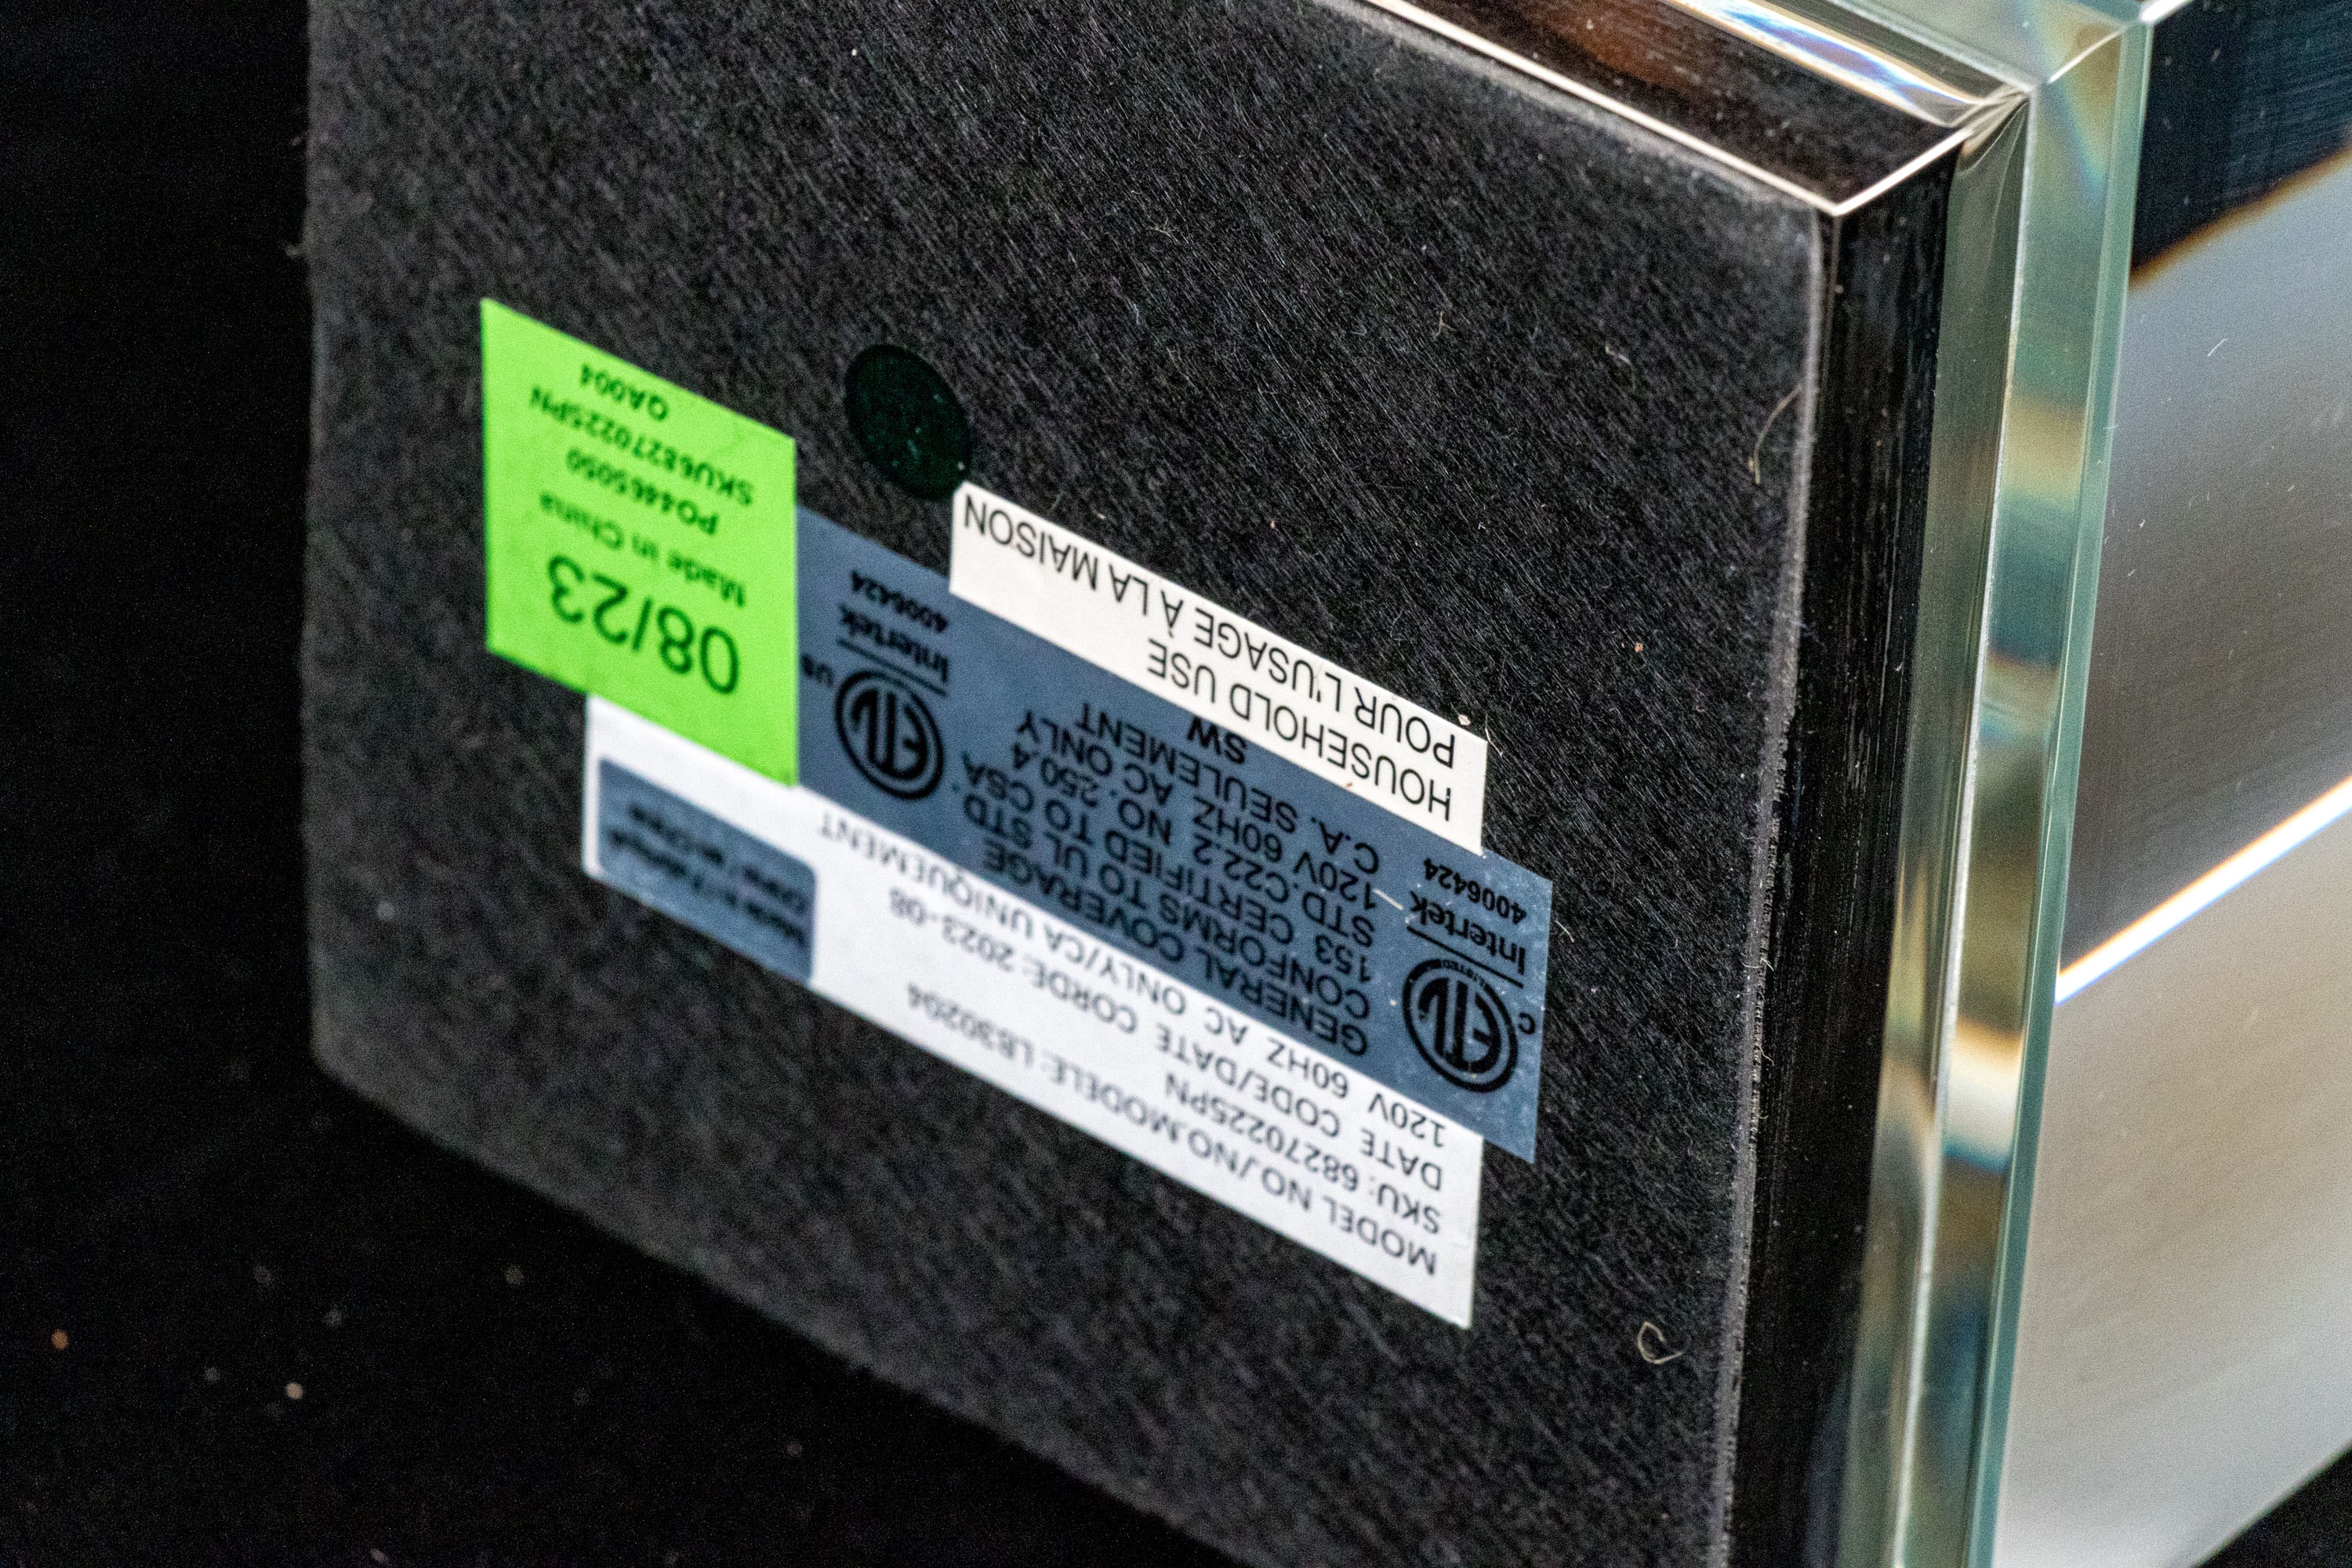 MODEL NO./NO.MODELE: LB30204
SKU: 68270225PN
DATE CODE/DATE CORDE: 2023-08
120V 60HZ AC ONLY/CA UNIQUEMENT
C
ETL
LISTED
Intertek
4006424
GENERAL COVERAGE
CONFORMS TO UL STD
153 CERTIFIED TO CSA
STD.C22.2 NO. 250.4
120V 60HZ AC ONLY
C.A. SEULEMENT
SW
ETL
US
Intertek
4006424
HOUSEHOLD USE
POUR L'USAGE À LA MAISON
08/23
Made in China
PO4465050
SKU68270225PN
QA004